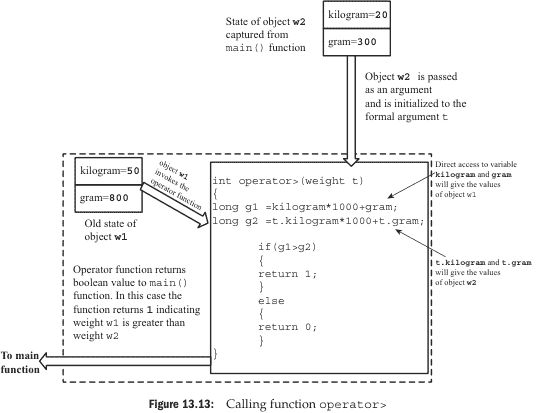 State of object w2
captured from
main() function
kilogram=20
gram=300
Object w2 is passed
as an argument
and is initialized to the
formal argument t
kilogram=50
gram=800
object w1
invokes the
operator function
Old state of
object w1
int operator>(weight t)
{
long g1 =kilogram*1000+gram;
long g2 =t.kilogram*1000+t.gram;
if(g1>g2)
{
return 1;
}
else
{
return 0;
}
}
Direct access to variable
kilogram and gram
will give the values
of object w1
t.kilogram and t.gram
will give the values
of object w2
Operator function returns
boolean value to main()
function. In this case the
function returns 1 indicating
weight w1 is greater than
weight w2
To main
function
Figure 13.13: Calling function operator>